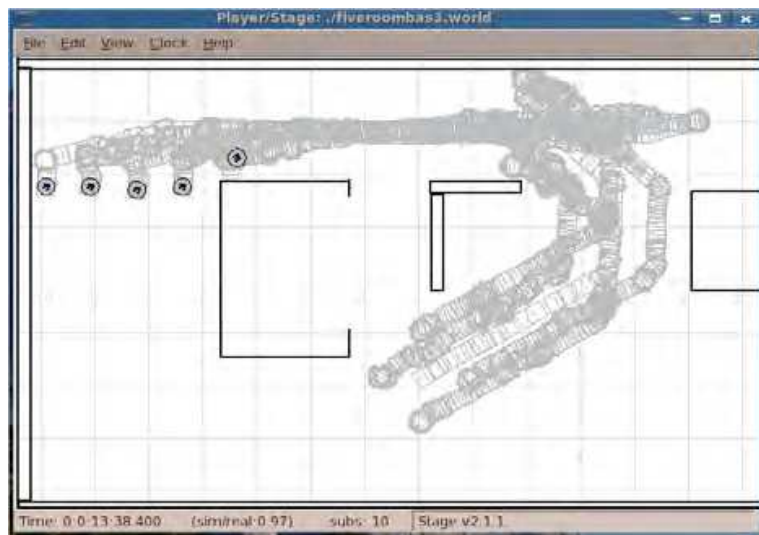 Player/Stage: ./fiveroombas3.world
File Edit View Clock Help
Time: 0:0:13:38.400 (sim/real:0.97) subs: 10 Stage v2.1.1